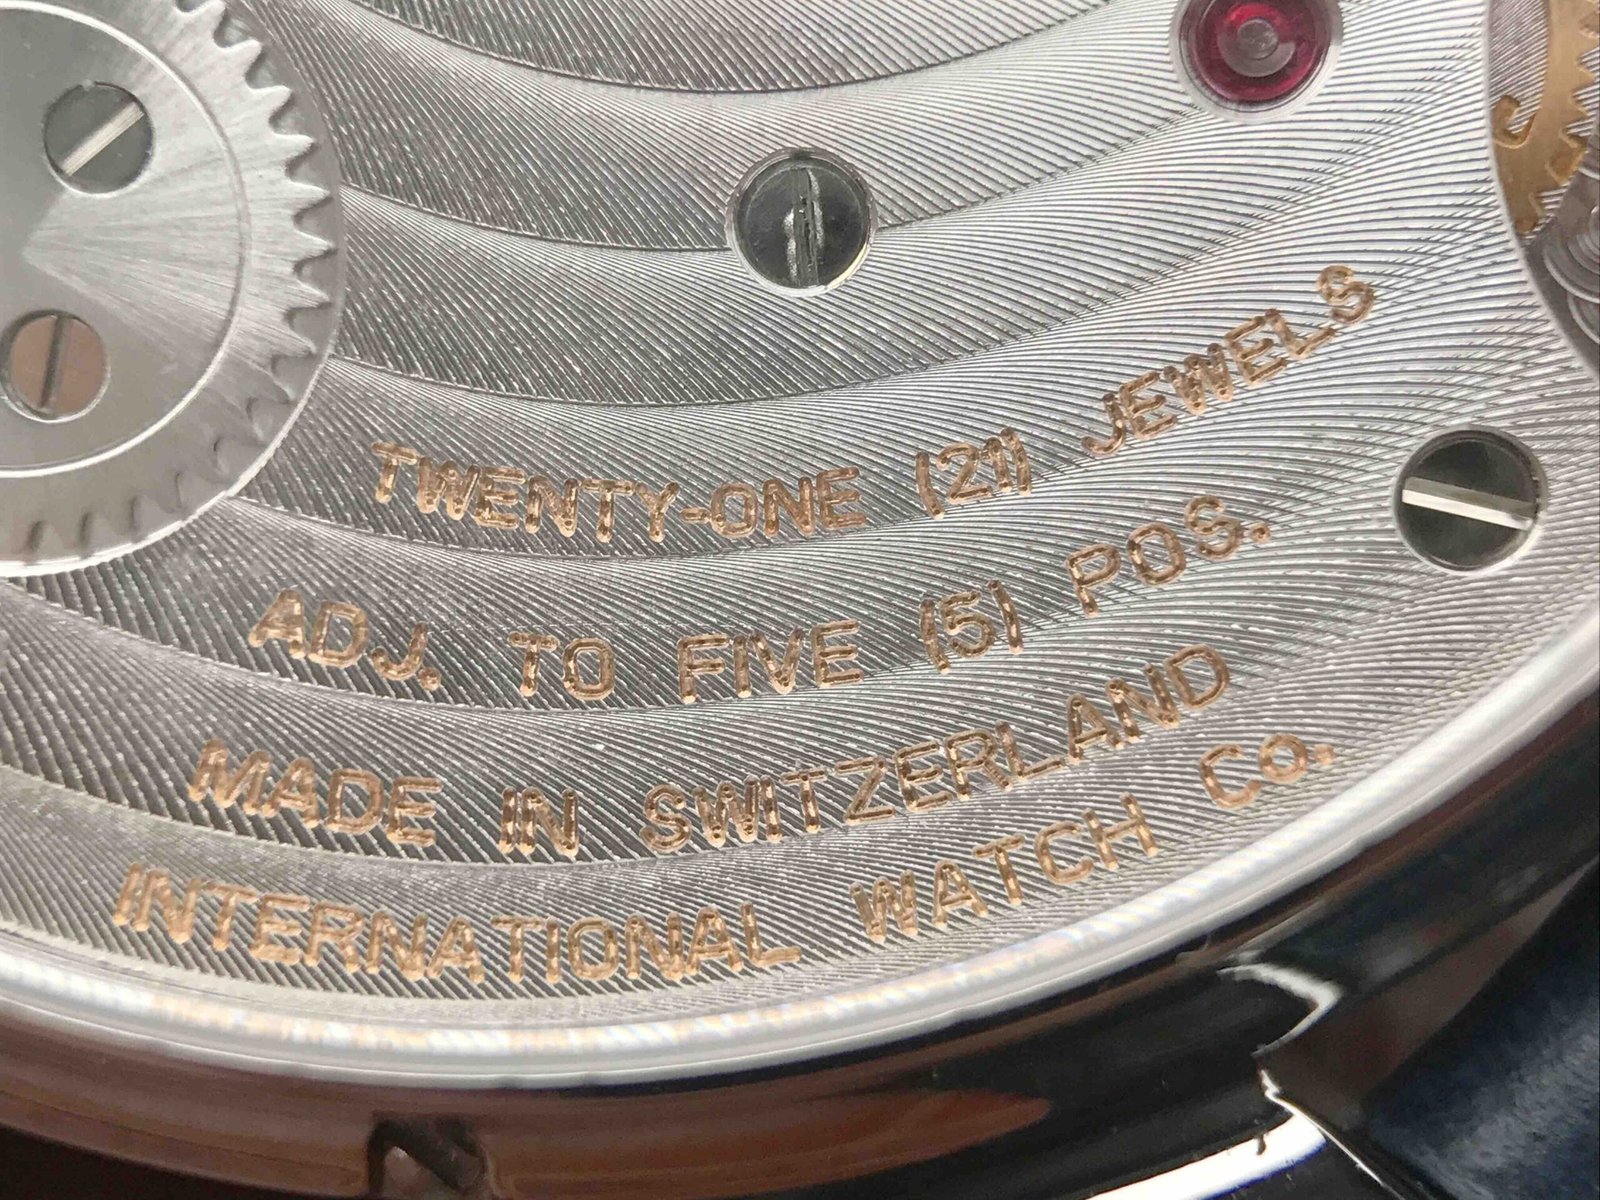 TWENTY-ONE (21) JEWELS
ADJ. TO FIVE (5) POS.
MADE IN SWITZERLAND
INTERNATIONAL WATCH Co.